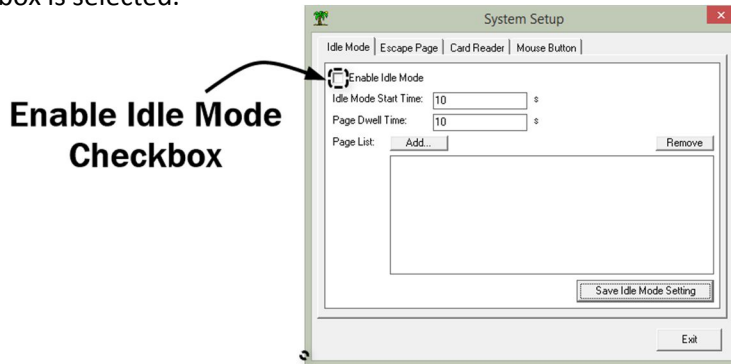 box is selected.
System Setup
Idle Mode Escape Page Card Reader Mouse Button
Enable Idle Mode
Enable Idle Mode
Checkbox
Idle Mode Start Time: 10 s
Page Dwell Time: 10 s
Page List: Add... Remove
Save Idle Mode Setting
Exit